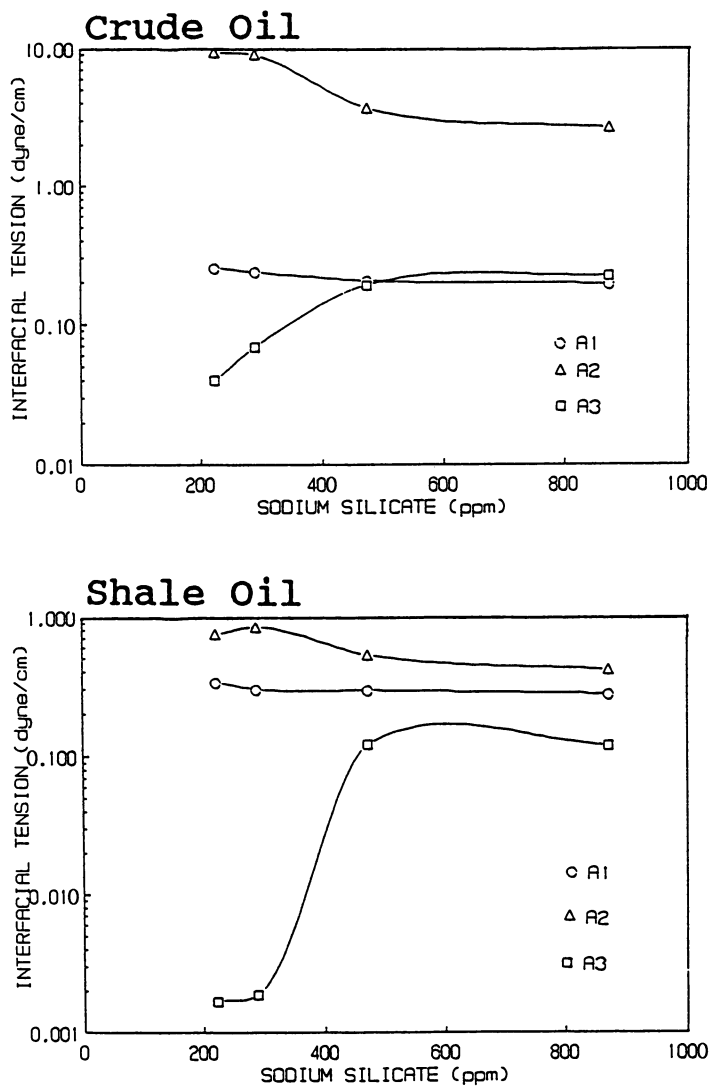 Crude Oil
10.00
1.00
0.10
0.01
INTERFACIAL TENSION (dyne/cm)
A1
A2
A3
0 200 400 600 800 1000
SODIUM SILICATE (ppm)
Shale Oil
1.000
0.100
0.010
0.001
INTERFACIAL TENSION (dyne/cm)
A1
A2
A3
0 200 400 600 800 1000
SODIUM SILICATE (ppm)